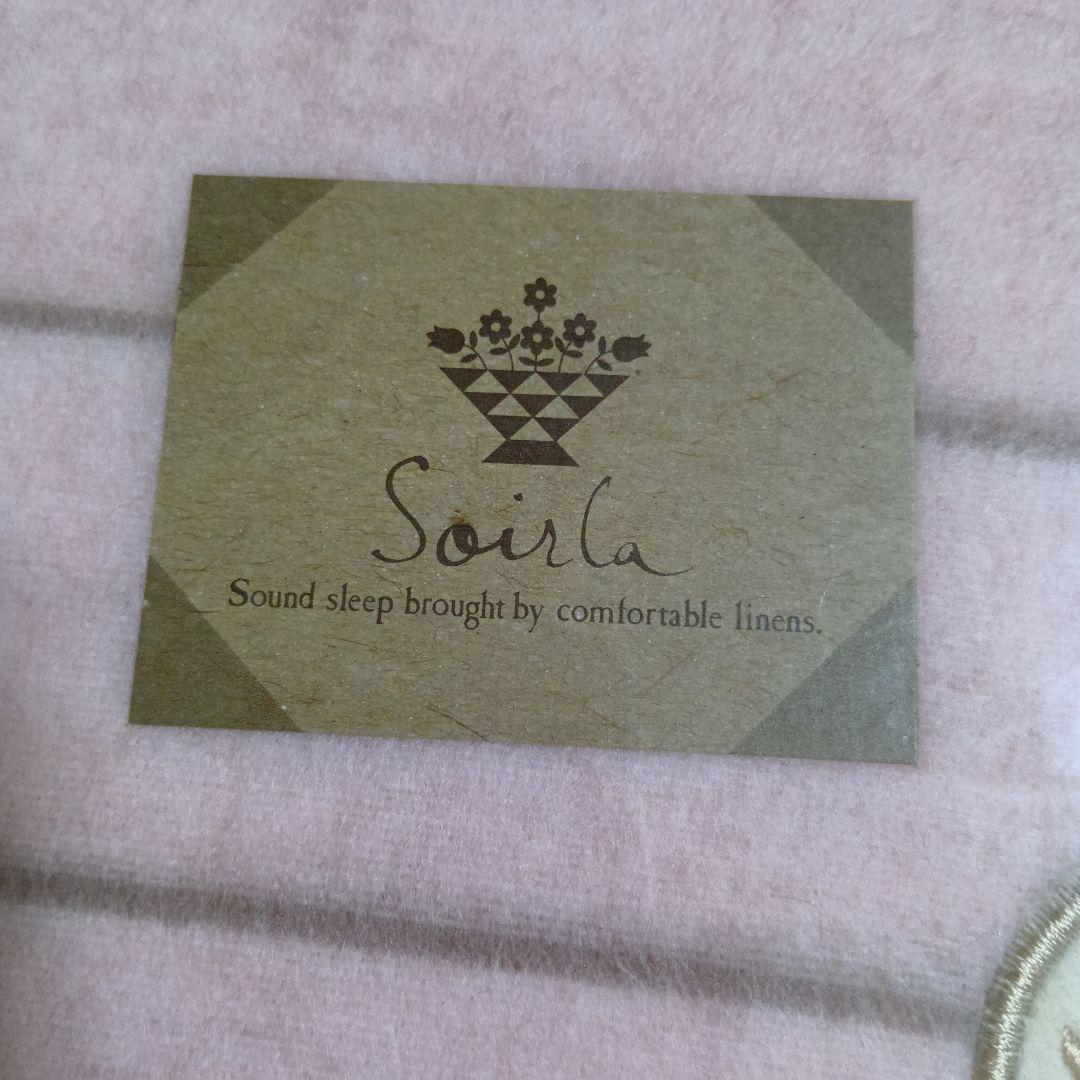 Soirla
Sound sleep brought by comfortable linens.